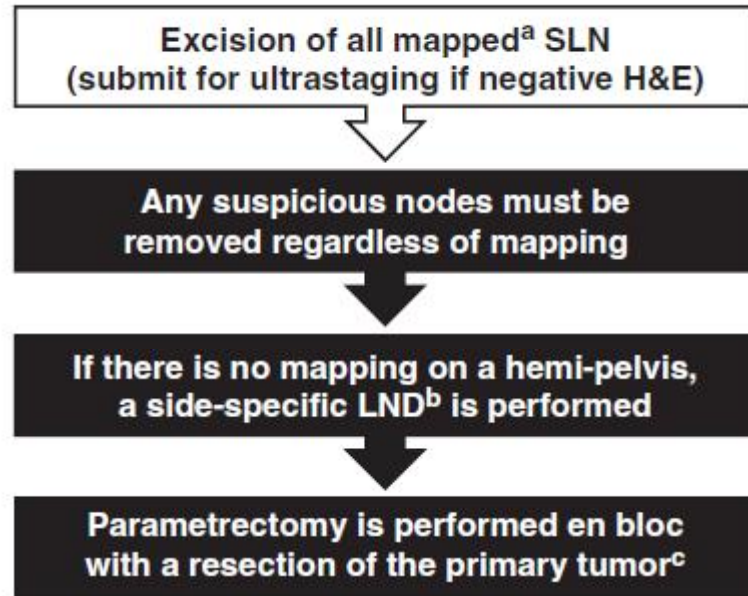 Excision of all mappedᵃ SLN
(submit for ultrastaging if negative H&E)
Any suspicious nodes must be
removed regardless of mapping
If there is no mapping on a hemi-pelvis,
a side-specific LNDᵇ is performed
Parametrectomy is performed en bloc
with a resection of the primary tumorᶜ